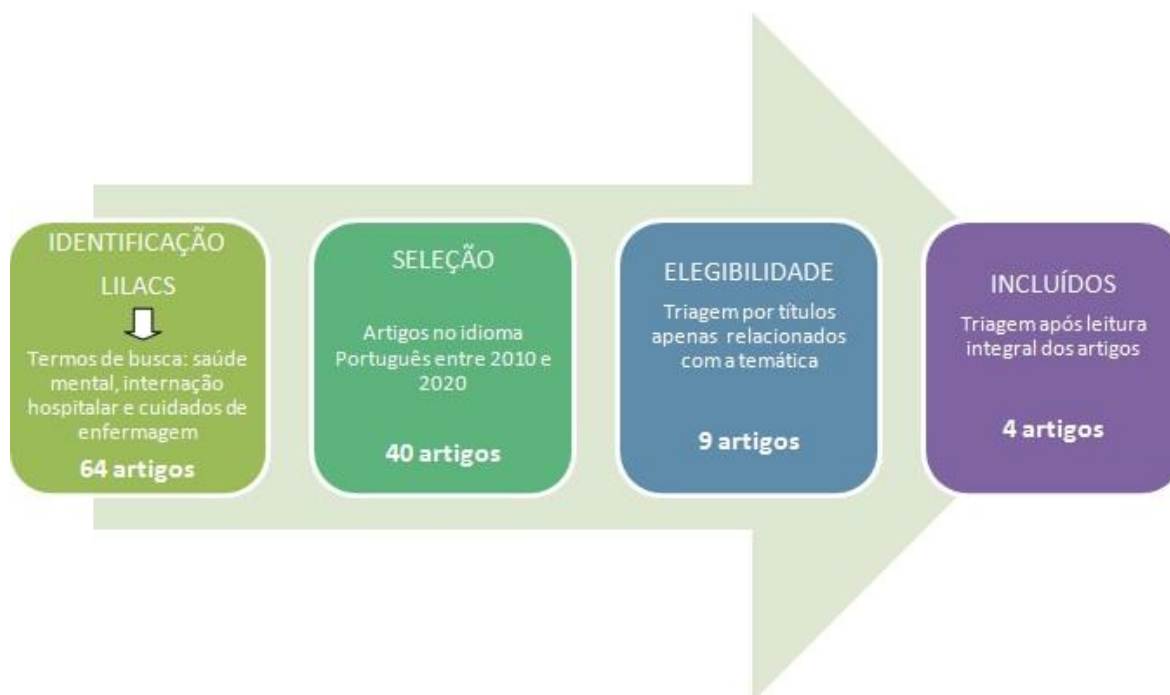 IDENTIFICAÇÃO
LILACS
Termos de busca: saúde
mental, internação
hospitalar e cuidados de
enfermagem
64 artigos
SELEÇÃO
Artigos no idioma
Português entre 2010 e
2020
40 artigos
ELEGIBILIDADE
Triagem por títulos
apenas relacionados
com a temática
9 artigos
INCLUÍDOS
Triagem após leitura
integral dos artigos
4 artigos